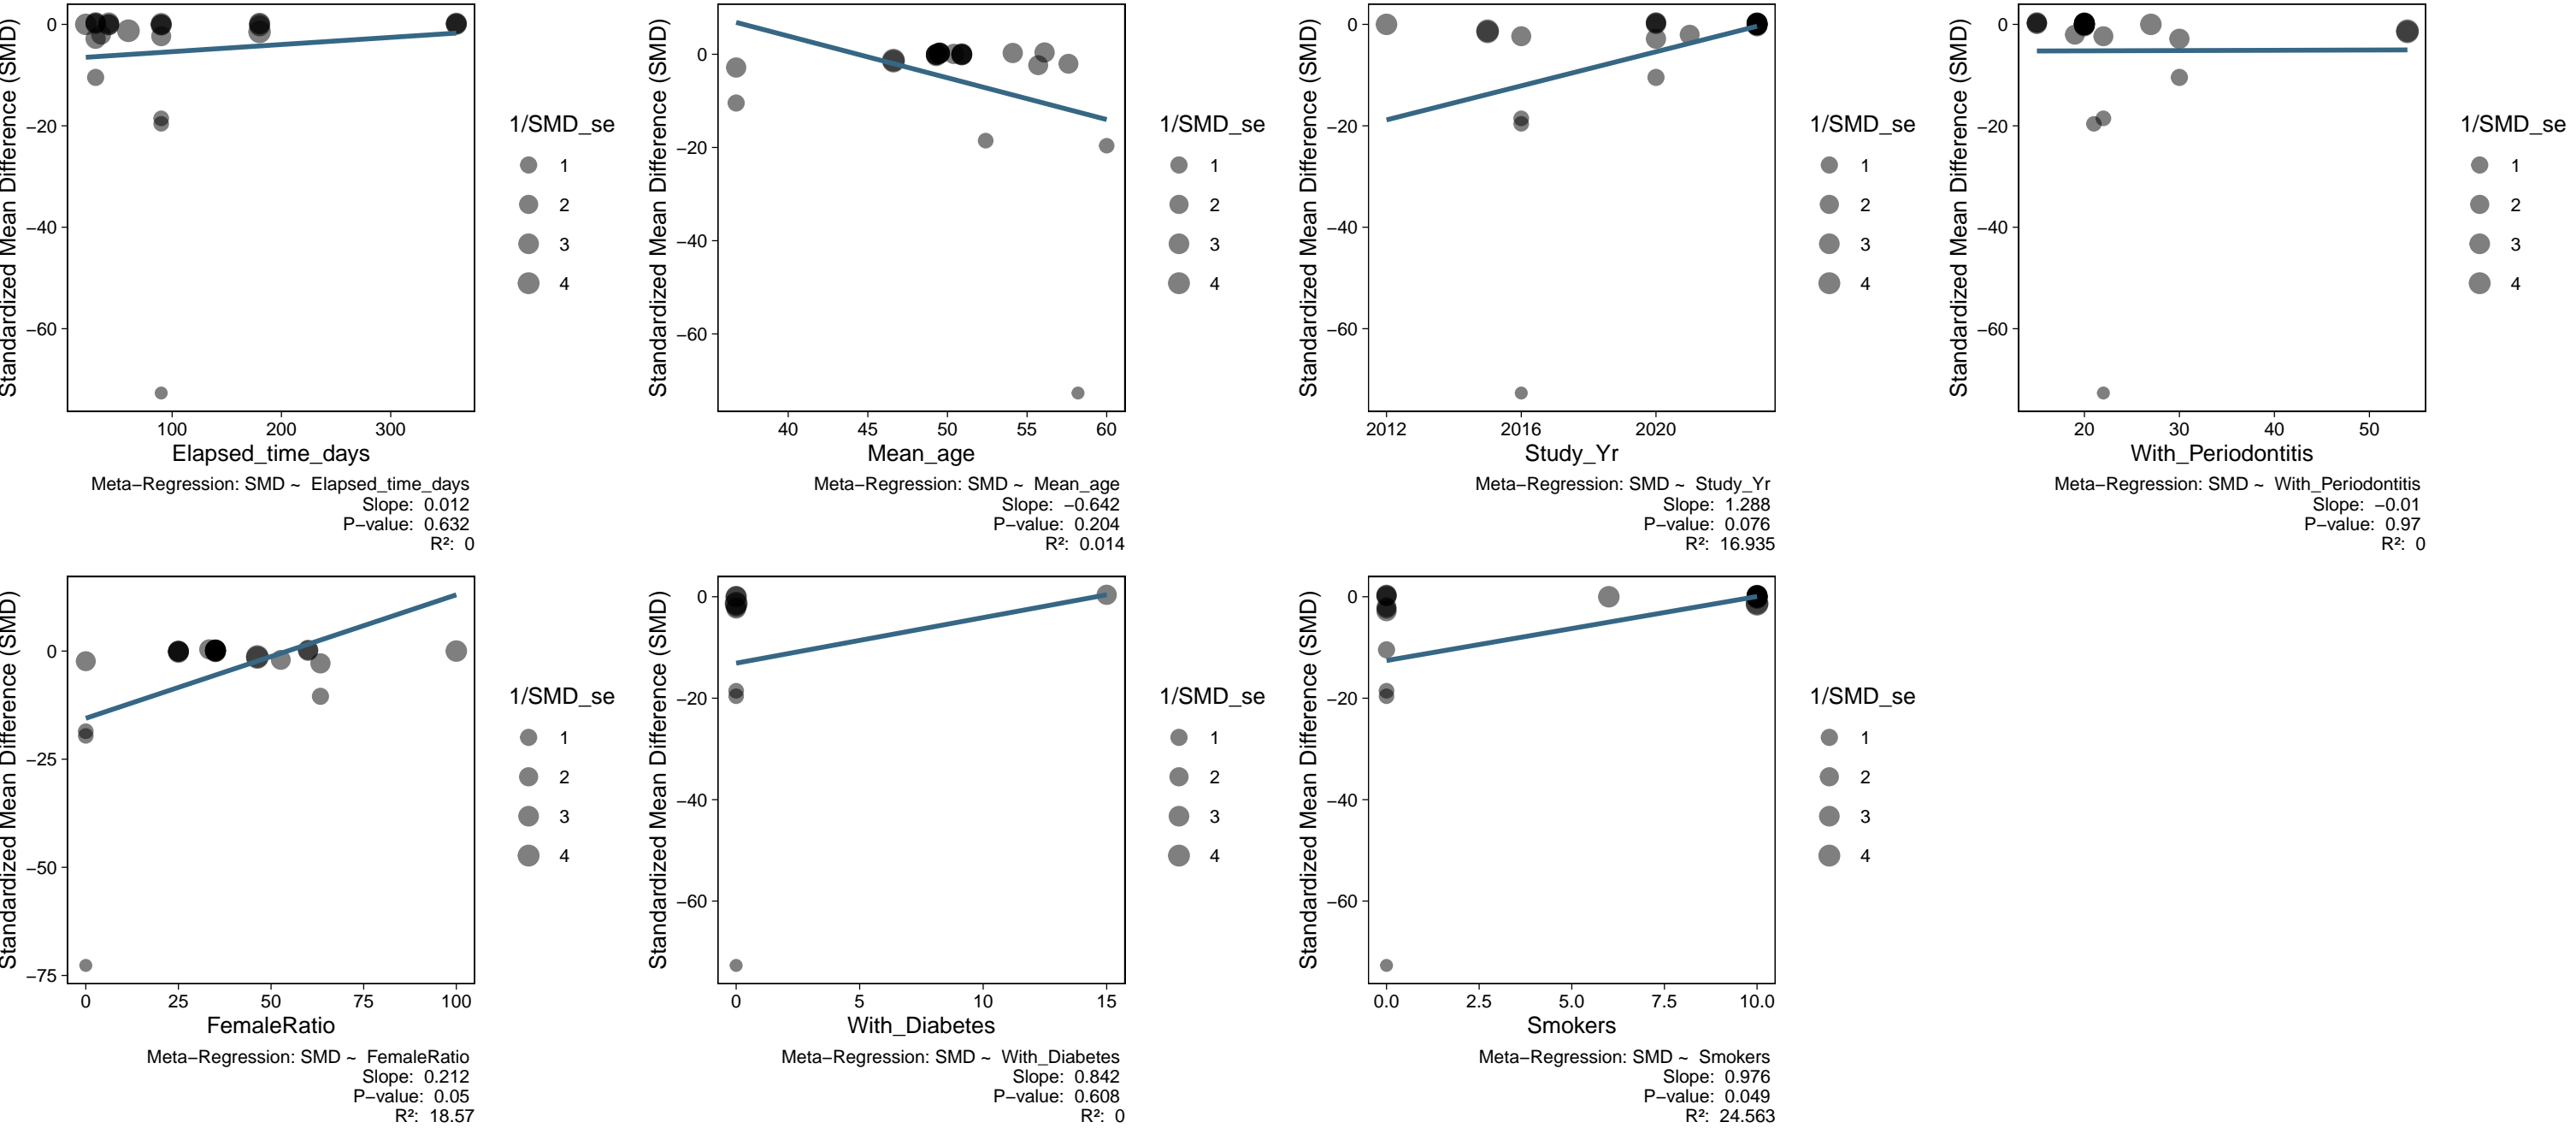 Standardized Mean Difference (SMD)
0
−20
−40
−60
100 200 300
Elapsed_time_days
1/SMD_se
1
2
3
4
Meta−Regression: SMD ~ Elapsed_time_days
Slope: 0.012
P−value: 0.632
R²: 0
Standardized Mean Difference (SMD)
0
−20
−40
−60
40 45 50 55 60
Mean_age
1/SMD_se
1
2
3
4
Meta−Regression: SMD ~ Mean_age
Slope: −0.642
P−value: 0.204
R²: 0.014
Standardized Mean Difference (SMD)
0
−20
−40
−60
2012 2016 2020
Study_Yr
1/SMD_se
1
2
3
4
Meta−Regression: SMD ~ Study_Yr
Slope: 1.288
P−value: 0.076
R²: 16.935
Standardized Mean Difference (SMD)
0
−20
−40
−60
20 30 40 50
With_Periodontitis
1/SMD_se
1
2
3
4
Meta−Regression: SMD ~ With_Periodontitis
Slope: −0.01
P−value: 0.97
R²: 0
Standardized Mean Difference (SMD)
0
−25
−50
−75
0 25 50 75 100
FemaleRatio
1/SMD_se
1
2
3
4
Meta−Regression: SMD ~ FemaleRatio
Slope: 0.212
P−value: 0.05
R²: 18.57
Standardized Mean Difference (SMD)
0
−20
−40
−60
0 5 10 15
With_Diabetes
1/SMD_se
1
2
3
4
Meta−Regression: SMD ~ With_Diabetes
Slope: 0.842
P−value: 0.608
R²: 0
Standardized Mean Difference (SMD)
0
−20
−40
−60
0.0 2.5 5.0 7.5 10.0
Smokers
1/SMD_se
1
2
3
4
Meta−Regression: SMD ~ Smokers
Slope: 0.976
P−value: 0.049
R²: 24.563